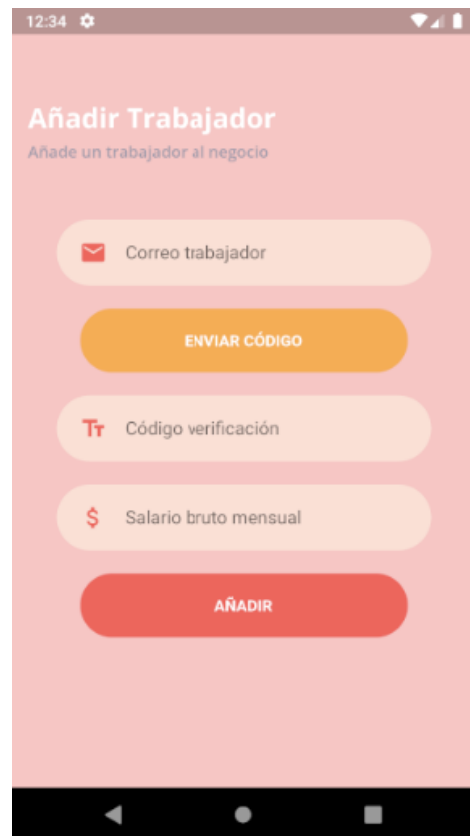 12:34
Añadir Trabajador
Añade un trabajador al negocio
Correo trabajador
ENVIAR CÓDIGO
Tт Código verificación
$ Salario bruto mensual
AÑADIR